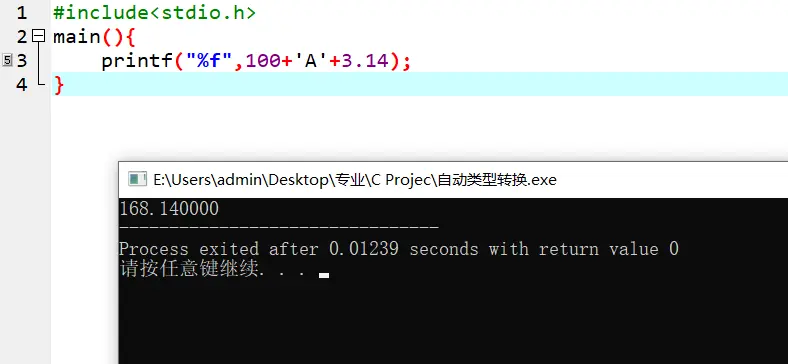 1 #include<stdio.h>
2 main(){
5 3 printf("%f",100+'A'+3.14);
4 }
E:\Users\admin\Desktop\专业\C Projec\自动类型转换.exe
168.140000
--------------------------------
Process exited after 0.01239 seconds with return value 0
请按任意键继续. . .